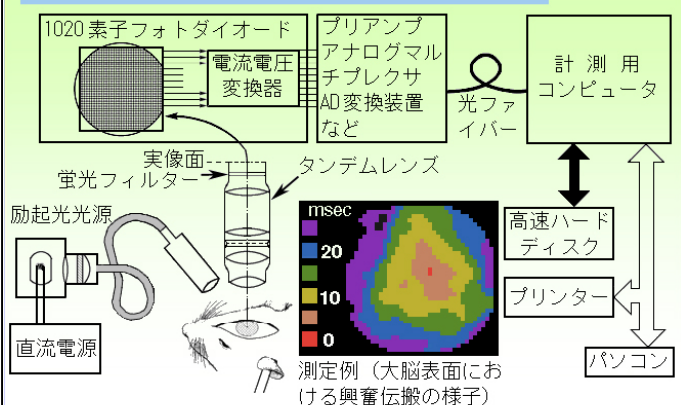 1020 素子フォトダイオード
電流電圧
変換器
プリアンプ
アナログマル
チプレクサ
AD変換装置
など
光ファ
イバー
計測用
コンピュータ
実像面
蛍光フィルター
タンデムレンズ
励起光光源
直流電源
msec
20
10
0
高速ハード
ディスク
プリンター
パソコン
測定例（大脳表面にお
ける興奮伝搬の様子）